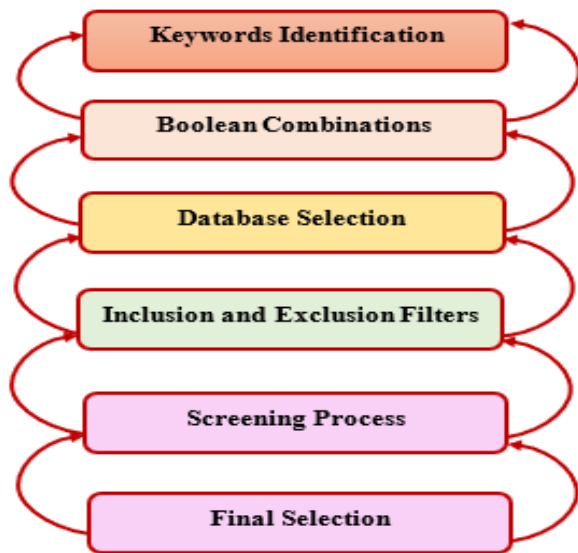 Keywords Identification
Boolean Combinations
Database Selection
Inclusion and Exclusion Filters
Screening Process
Final Selection